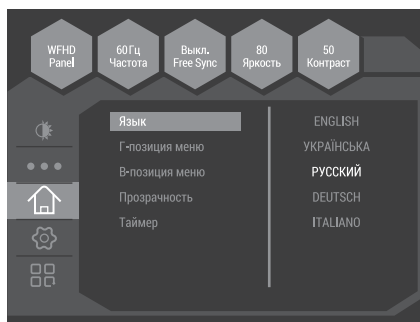 WFHD
Panel
60 Гц
Частота
Выкл.
Free Sync
80
Яркость
50
Контраст
Язык
Г-позиция меню
В-позиция меню
Прозрачность
Таймер
ENGLISH
УКРАЇНСЬКА
РУССКИЙ
DEUTSCH
ITALIANO